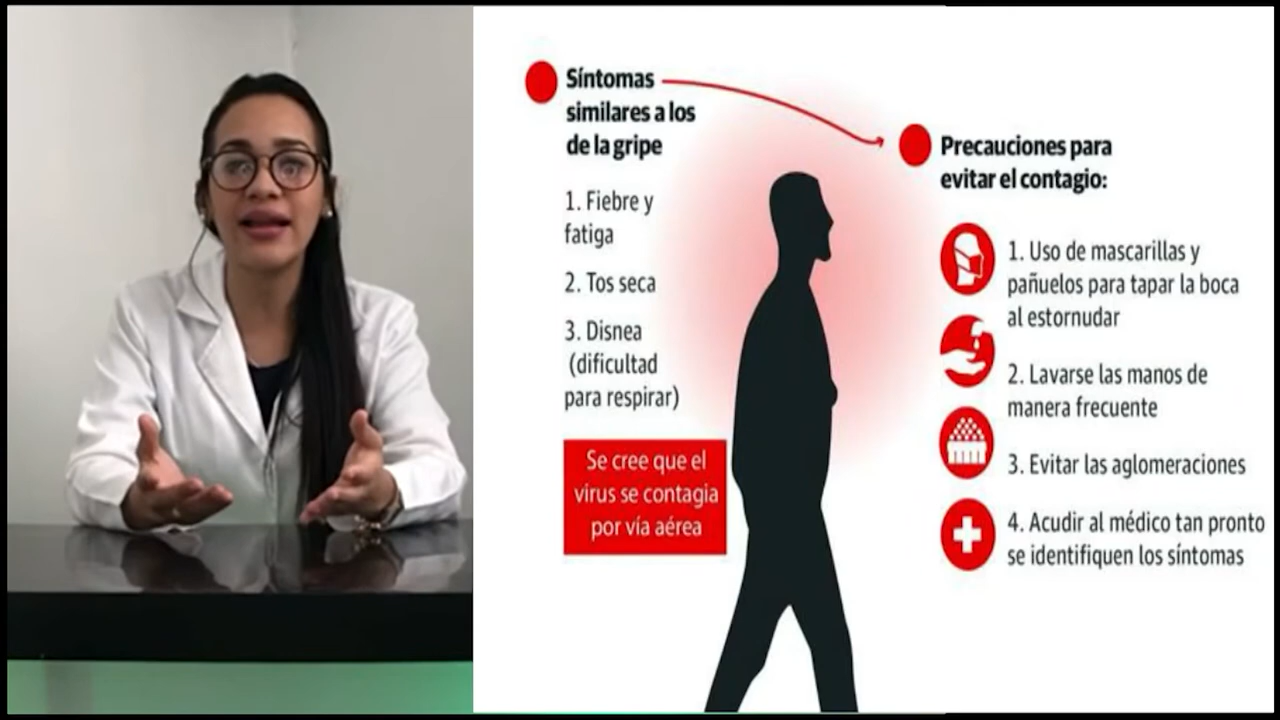 Síntomas
similares a los
de la gripe
1. Fiebre y
fatiga
2. Tos seca
3. Disnea
(dificultad
para respirar)
Se cree que el
virus se contagia
por vía aérea
Precauciones para
evitar el contagio:
1. Uso de mascarillas y
pañuelos para tapar la boca
al estornudar
2. Lavarse las manos de
manera frecuente
3. Evitar las aglomeraciones
4. Acudir al médico tan pronto
se identifiquen los síntomas